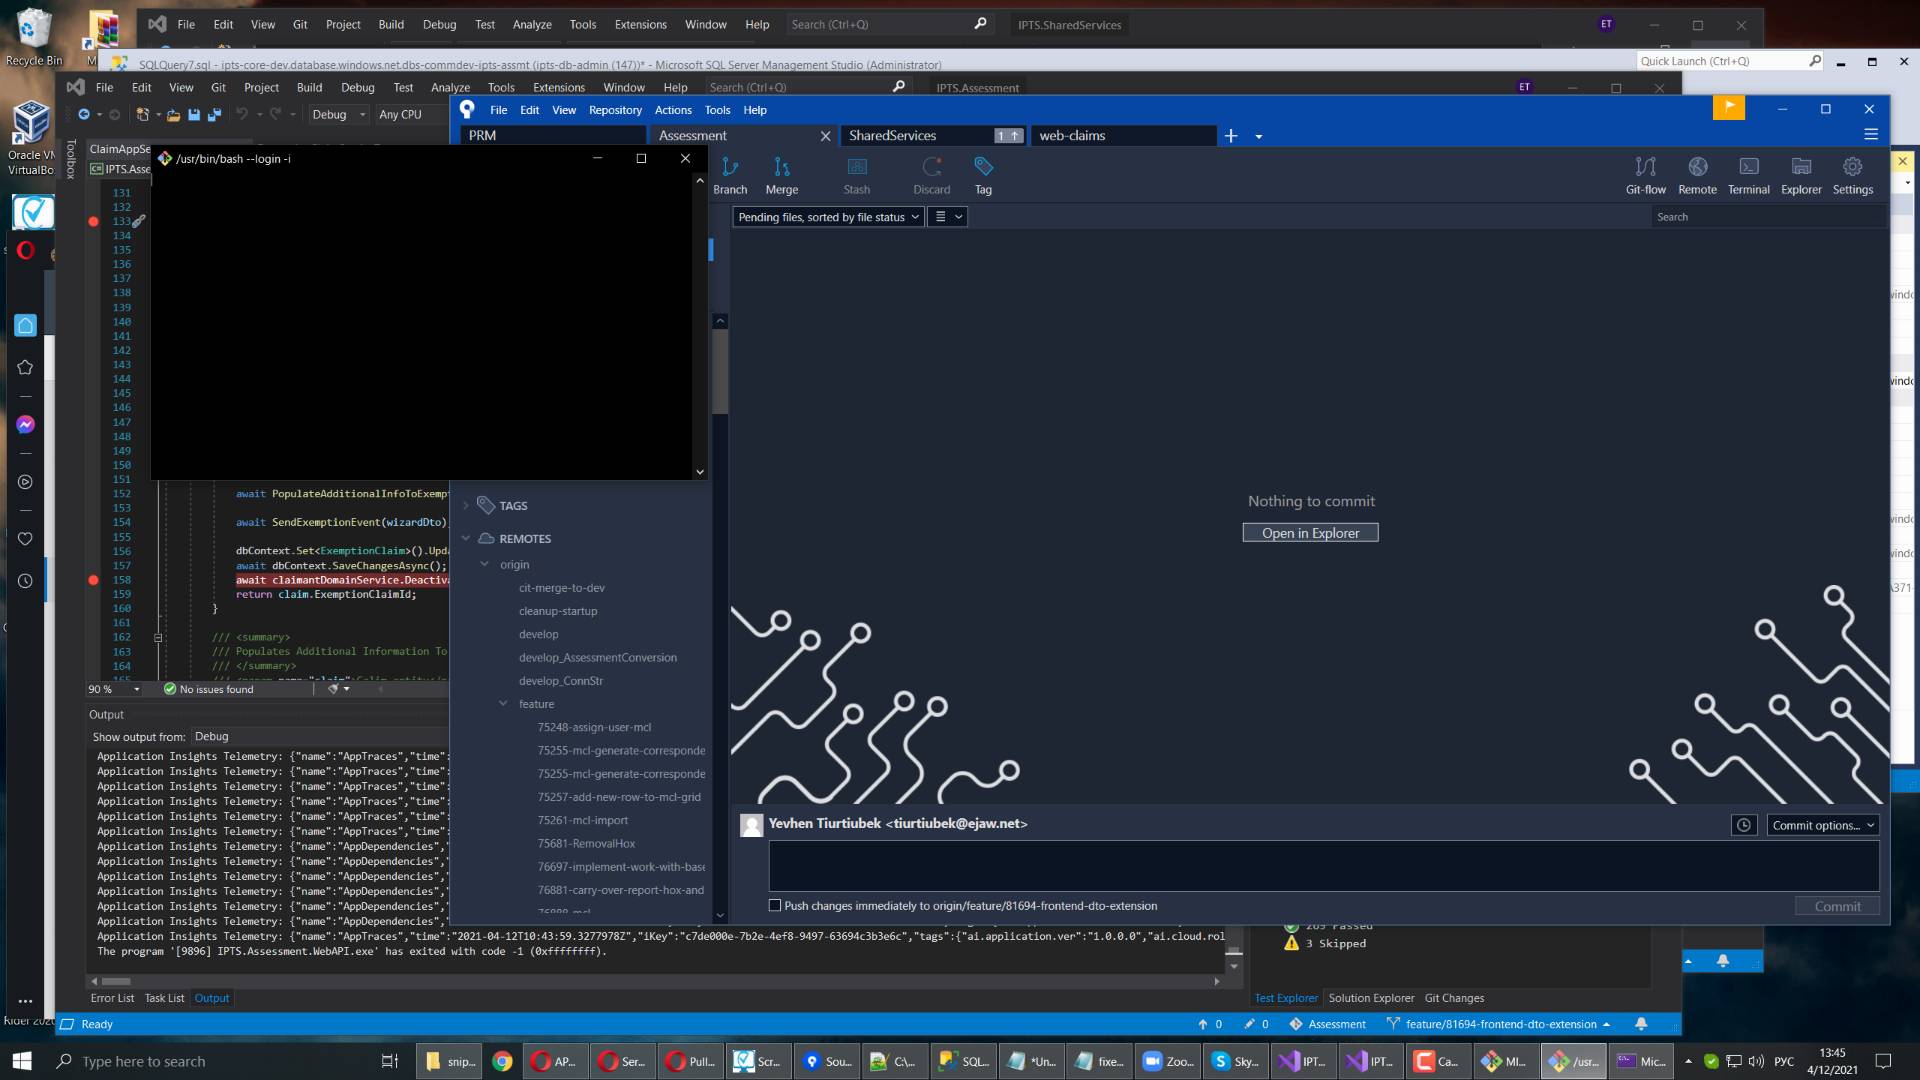 File Edit View Git Project Build Debug Test Analyze Tools Extensions Window Help Search (Ctrl+Q) IPTS.SharedServices ET
Recycle Bin
SQLQuery7.sql - ipts-core-dev.database.windows.net.dbs-commdev-ipts-assmt (ipts-db-admin (147))* - Microsoft SQL Server Management Studio (Administrator) Quick Launch (Ctrl+Q)
File Edit View Git Project Build Debug Test Analyze Tools Extensions Window Help Search (Ctrl+Q) IPTS.Assessment ET
Debug Any CPU
File Edit View Repository Actions Tools Help
PRM Assessment SharedServices 1 web-claims
Oracle VM
VirtualBo
Toolbox
ClaimAppSe
IPTS.Asse
/usr/bin/bash --login -i
Branch Merge Stash Discard Tag Git-flow Remote Terminal Explorer Settings
Pending files, sorted by file status Search
131
132
133
134
135
136
137
138
139
140
141
142
143
144
145
146
147
148
149
150
151
152 await PopulateAdditionalInfoToExempt
153
154 await SendExemptionEvent(wizardDto)
155
156 dbContext.Set<ExemptionClaim>().Upda
157 await dbContext.SaveChangesAsync();
158 await claimantDomainService.Deactiva
159 return claim.ExemptionClaimId;
160 }
161
162 /// <summary>
163 /// Populates Additional Information To
164 /// </summary>
90 % No issues found
TAGS
REMOTES
origin
cit-merge-to-dev
cleanup-startup
develop
develop_AssessmentConversion
develop_ConnStr
feature
75248-assign-user-mcl
75255-mcl-generate-corresponde
75255-mcl-generate-corresponde
75257-add-new-row-to-mcl-grid
75261-mcl-import
75681-RemovalHox
76697-implement-work-with-base
76881-carry-over-report-hox-and
Nothing to commit
Open in Explorer
Yevhen Tiurtiubek <tiurtiubek@ejaw.net> Commit options...
Push changes immediately to origin/feature/81694-frontend-dto-extension Commit
Output
Show output from: Debug
Application Insights Telemetry: {"name":"AppTraces","time":
Application Insights Telemetry: {"name":"AppTraces","time":
Application Insights Telemetry: {"name":"AppTraces","time":
Application Insights Telemetry: {"name":"AppTraces","time":
Application Insights Telemetry: {"name":"AppTraces","time":
Application Insights Telemetry: {"name":"AppTraces","time":
Application Insights Telemetry: {"name":"AppDependencies",
Application Insights Telemetry: {"name":"AppDependencies",
Application Insights Telemetry: {"name":"AppDependencies",
Application Insights Telemetry: {"name":"AppDependencies",
Application Insights Telemetry: {"name":"AppDependencies",
Application Insights Telemetry: {"name":"AppDependencies",
Application Insights Telemetry: {"name":"AppTraces","time":"2021-04-12T10:43:59.3277978Z","iKey":"c7de000e-7b2e-4ef8-9497-63694c3b3e6c","tags":{"ai.application.ver":"1.0.0.0","ai.cloud.rol
The program '[9896] IPTS.Assessment.WebAPI.exe' has exited with code -1 (0xffffffff).
269 Passed
3 Skipped
Error List Task List Output
Test Explorer Solution Explorer Git Changes
Ready 0 0 Assessment feature/81694-frontend-dto-extension
Type here to search snip... AP... Ser... Pull... Scr... Sou... C:\... SQL... *Un... fixe... Zoo... Sky... IPT... IPT... Ca... MI... /usr... Mic... РУС
13:45
4/12/2021